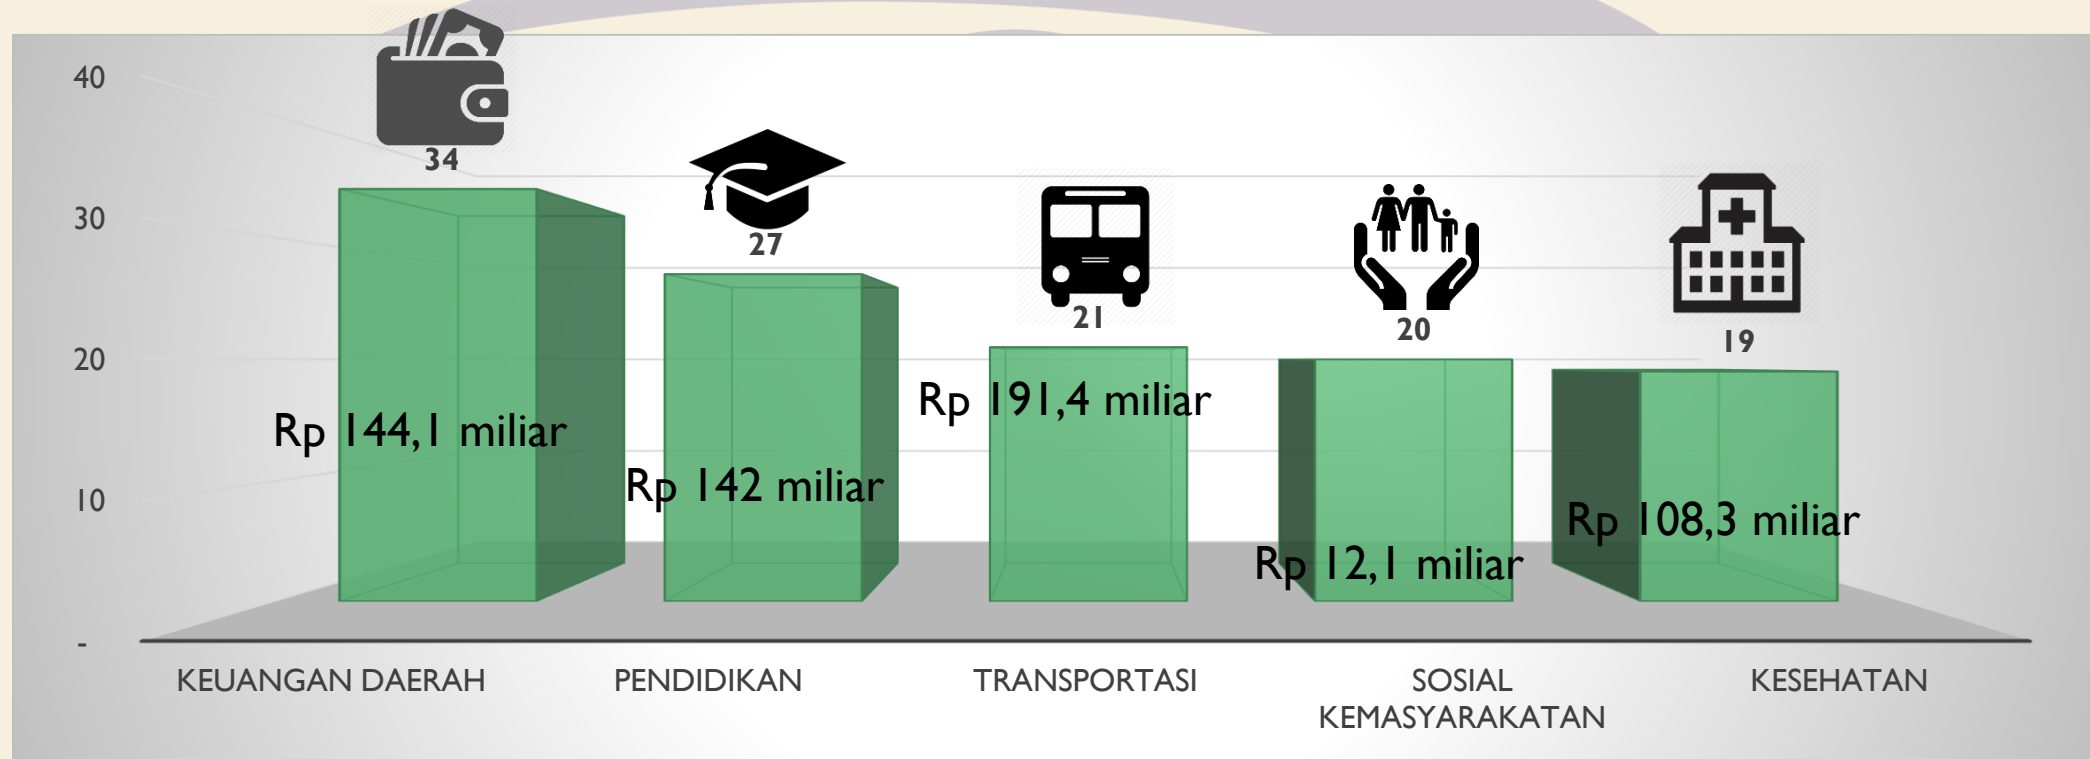 40
30
20
10
-
34
27
21
20
19
Rp 144,1 miliar
Rp 142 miliar
Rp 191,4 miliar
Rp 12,1 miliar
Rp 108,3 miliar
KEUANGAN DAERAH
PENDIDIKAN
TRANSPORTASI
SOSIAL
KEMASYARAKATAN
KESEHATAN